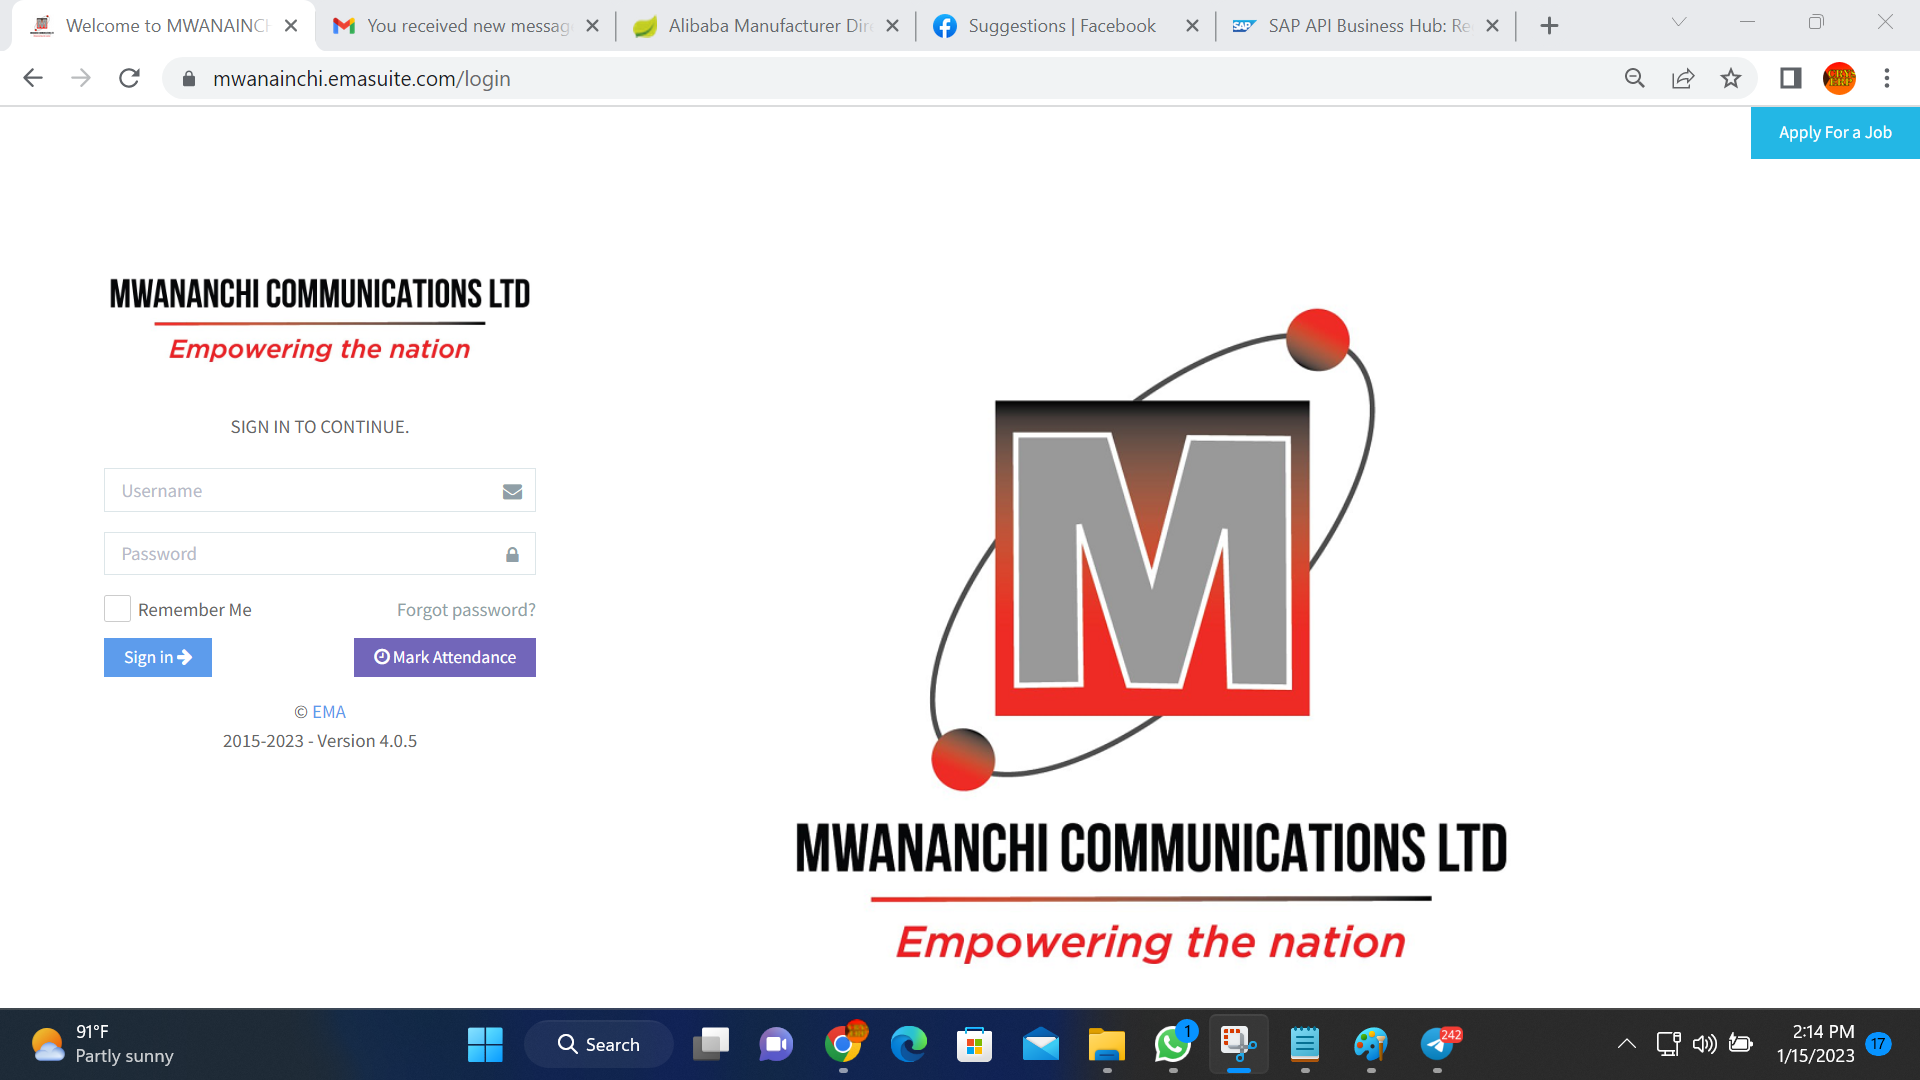 Welcome to MWANAINCH
You received new messag
Alibaba Manufacturer Dir
Suggestions | Facebook
SAP API Business Hub: Re
mwanainchi.emasuite.com/login
Apply For a Job
MWANANCHI COMMUNICATIONS LTD
Empowering the nation
SIGN IN TO CONTINUE.
Username
Password
Remember Me
Forgot password?
Sign in
Mark Attendance
© EMA
2015-2023 - Version 4.0.5
M
MWANANCHI COMMUNICATIONS LTD
Empowering the nation
91°F
Partly sunny
Search
1
242
2:14 PM
1/15/2023
17